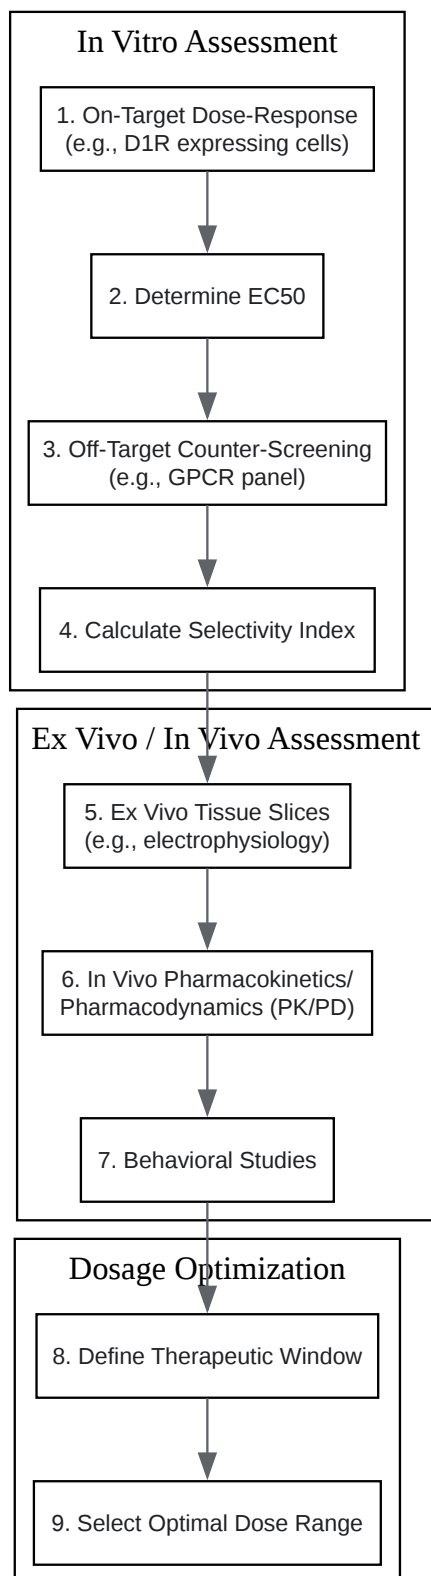 In Vitro Assessment
1. On-Target Dose-Response
(e.g., D1R expressing cells)
2. Determine EC50
3. Off-Target Counter-Screening
(e.g., GPCR panel)
4. Calculate Selectivity Index
Ex Vivo / In Vivo Assessment
5. Ex Vivo Tissue Slices
(e.g., electrophysiology)
6. In Vivo Pharmacokinetics/
Pharmacodynamics (PK/PD)
7. Behavioral Studies
Dosage Optimization
8. Define Therapeutic Window
9. Select Optimal Dose Range